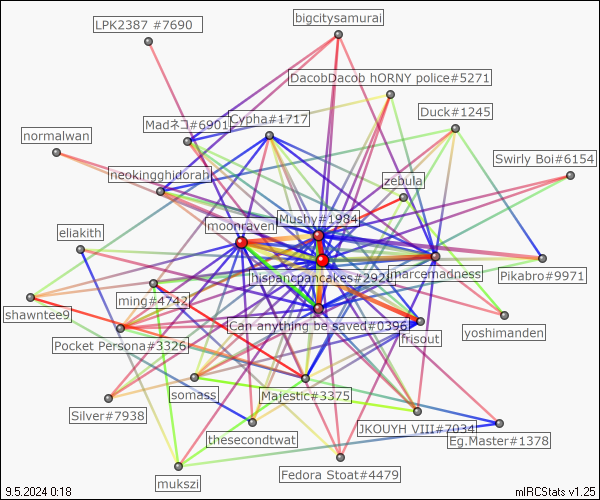 LPK2387 #7690
bigcitysamurai
DacobDacob hORNY police#5271
Duck#1245
Madネコ#6901
Cypha#1717
normalwan
Swirly Boi#6154
neokingghidorah
zebula
Mushy#1984
moonraven
eliakith
hispancpancakes#2928
jmarcemadness
Pikabro#9971
ming#4742
shawntee9
Can anything be saved#0396
frisout
yoshimanden
Pocket Persona#3326
somass
Majestic#3375
Silver#7938
JKOUYH VIII#7034
thesecondtwat
Eg.Master#1378
Fedora Stoat#4479
mukszi
9.5.2024 0:18
mIRCStats v1.25